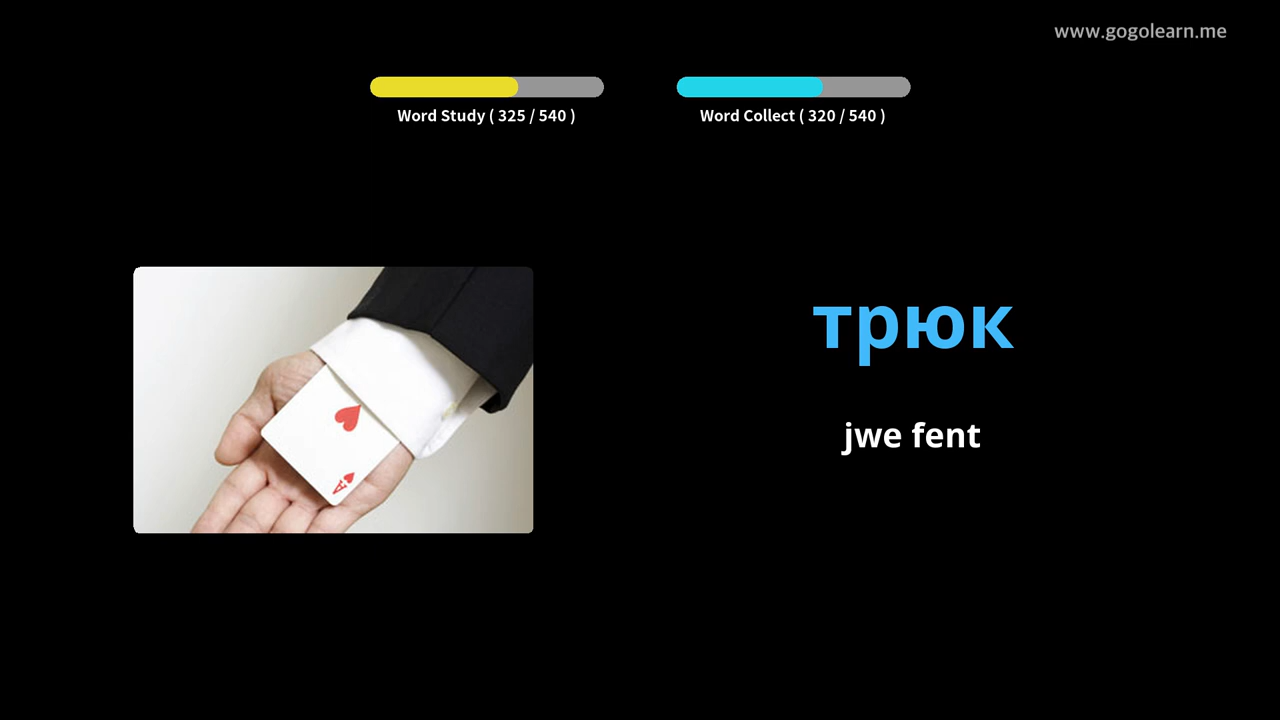 www.gogolearn.me
Word Study ( 325 / 540 )
Word Collect ( 320 / 540 )
трюк
jwe fent
A